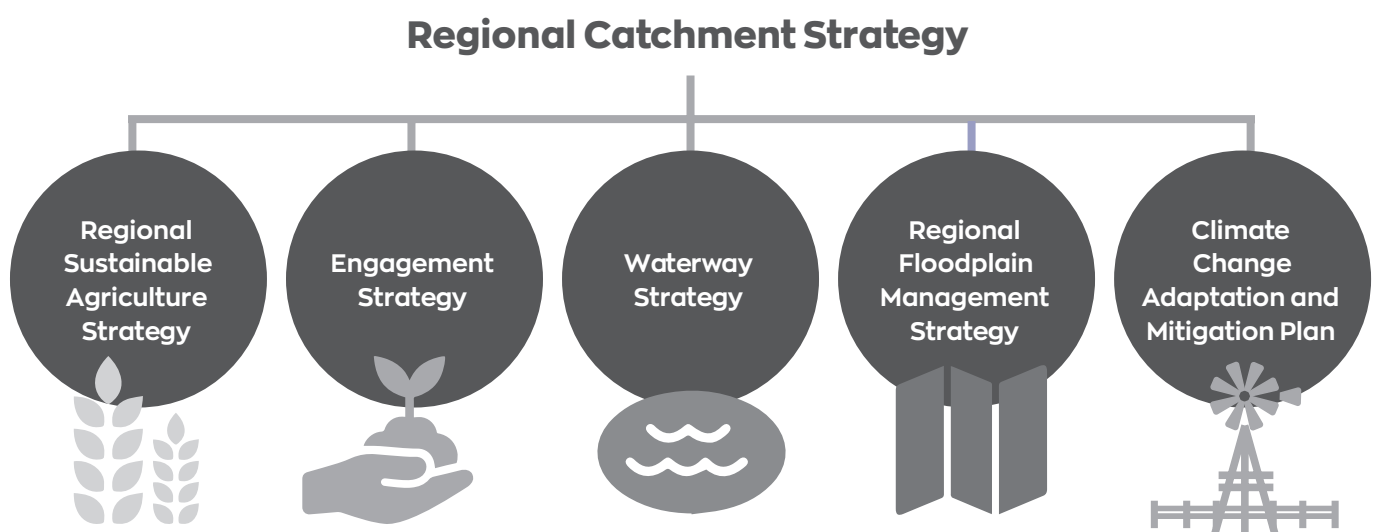 Regional Catchment Strategy
Regional
Sustainable
Agriculture
Strategy
Engagement
Strategy
Waterway
Strategy
Regional
Floodplain
Management
Strategy
Climate
Change
Adaptation and
Mitigation Plan